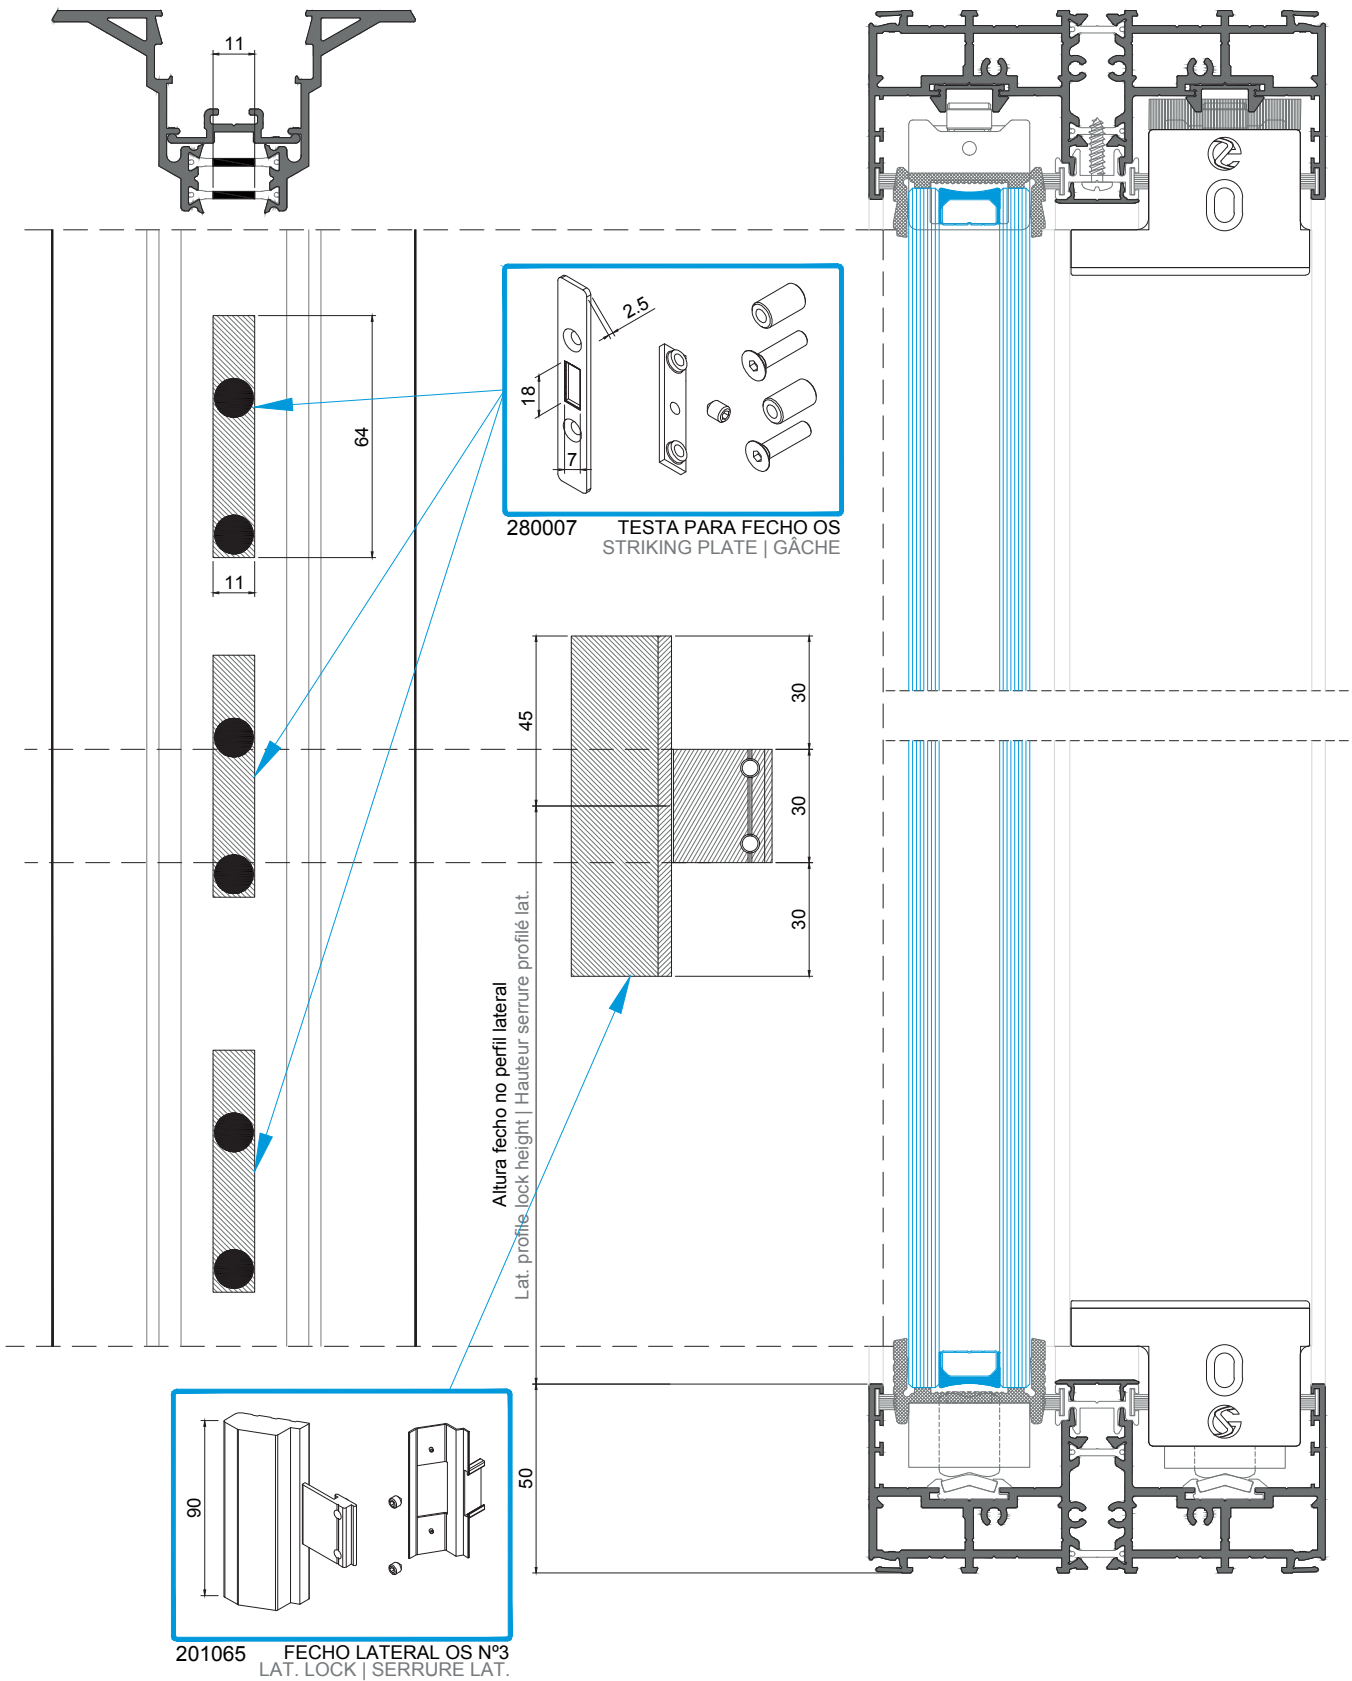 11
2.5
18
7
280007 TESTA PARA FECHO OS
STRIKING PLATE | GÂCHE
64
11
45
30
30
30
Altura fecho no perfil lateral
Lat. profile lock height | Hauteur serrure profilé lat.
50
90
201065 FECHO LATERAL OS Nº3
LAT. LOCK | SERRURE LAT.